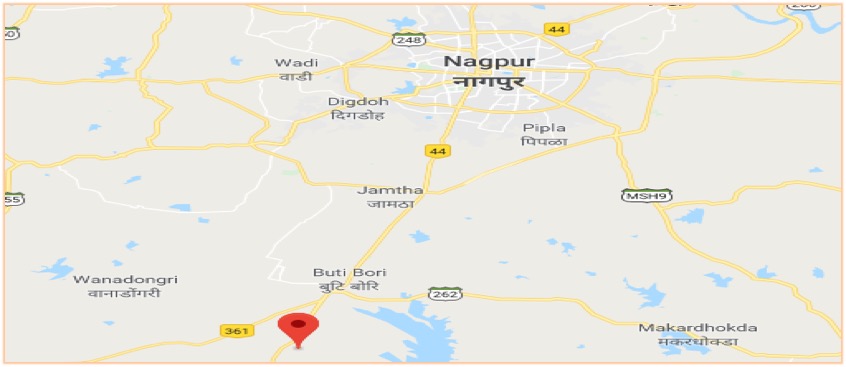 44
248
Nagpur
नागपुर
Wadi
वाडी
Digdoh
दिगडोह
Pipla
पिपळा
44
Jamtha
जामठा
MSH9
55
Buti Bori
बुटि बोरि
Wanadongri
वानाडोंगरी
262
361
Makardhokda
मकरधोकडा